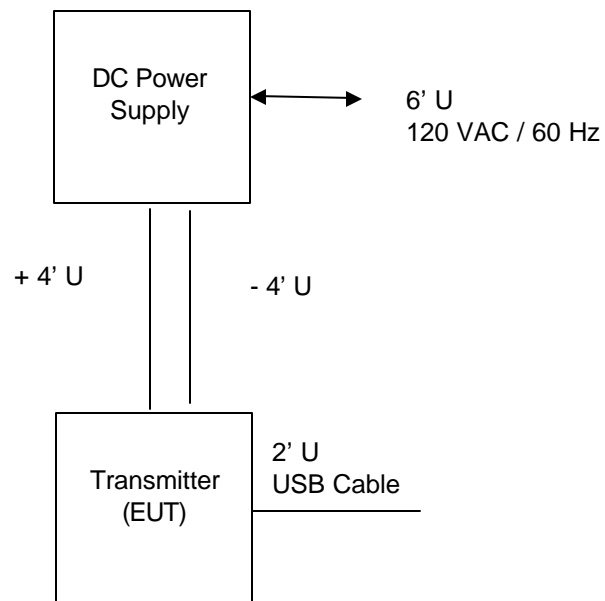 DC Power
Supply
6’ U
120 VAC / 60 Hz
+ 4’ U
- 4’ U
2’ U
USB Cable
Transmitter
(EUT)